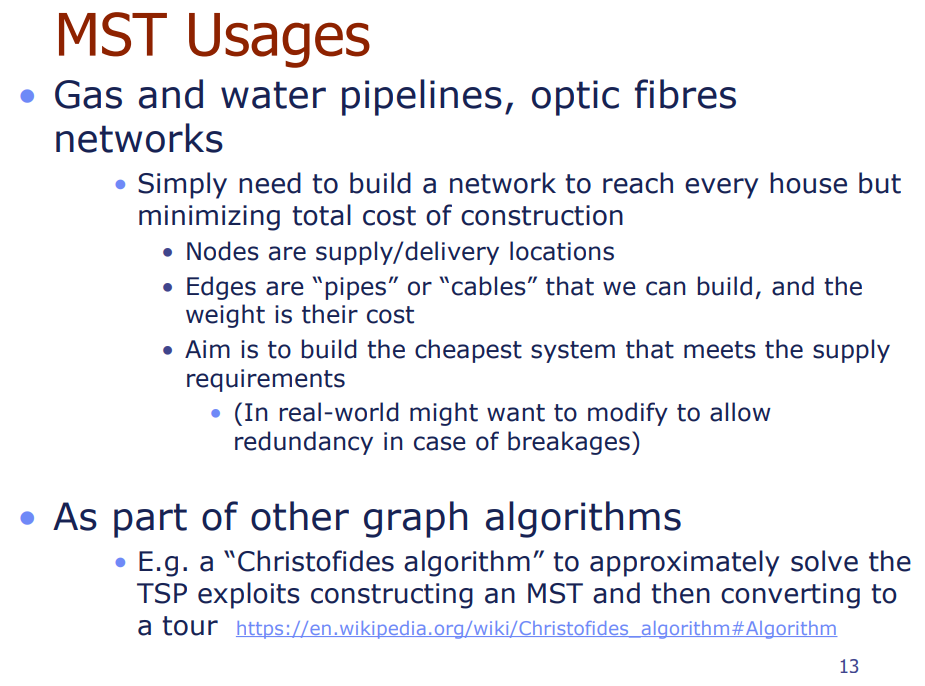 MST Usages
• Gas and water pipelines, optic fibres
networks
• Simply need to build a network to reach every house but
minimizing total cost of construction
• Nodes are supply/delivery locations
• Edges are “pipes” or “cables” that we can build, and the
weight is their cost
• Aim is to build the cheapest system that meets the supply
requirements
• (In real-world might want to modify to allow
redundancy in case of breakages)
• As part of other graph algorithms
• E.g. a “Christofides algorithm” to approximately solve the
TSP exploits constructing an MST and then converting to
a tour https://en.wikipedia.org/wiki/Christofides_algorithm#Algorithm
13